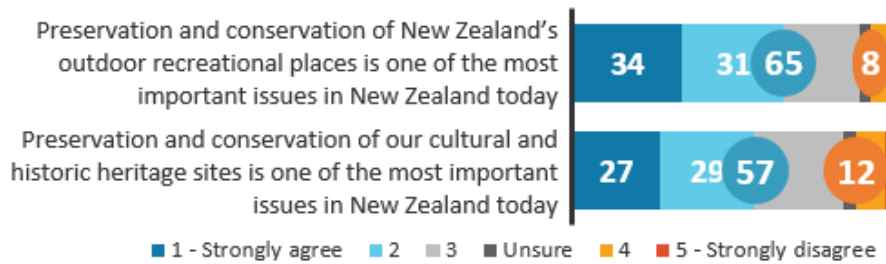 Preservation and conservation of New Zealand's
outdoor recreational places is one of the most
important issues in New Zealand today
34 31 65 8
Preservation and conservation of our cultural and
historic heritage sites is one of the most important
issues in New Zealand today
27 29 57 12
1 - Strongly agree 2 3 Unsure 4 5 - Strongly disagree